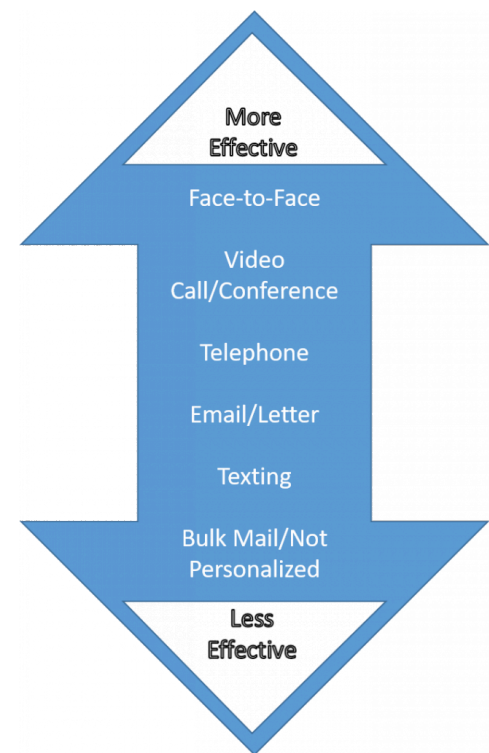 More
Effective
Face-to-Face
Video
Call/Conference
Telephone
Email/Letter
Texting
Bulk Mail/Not
Personalized
Less
Effective